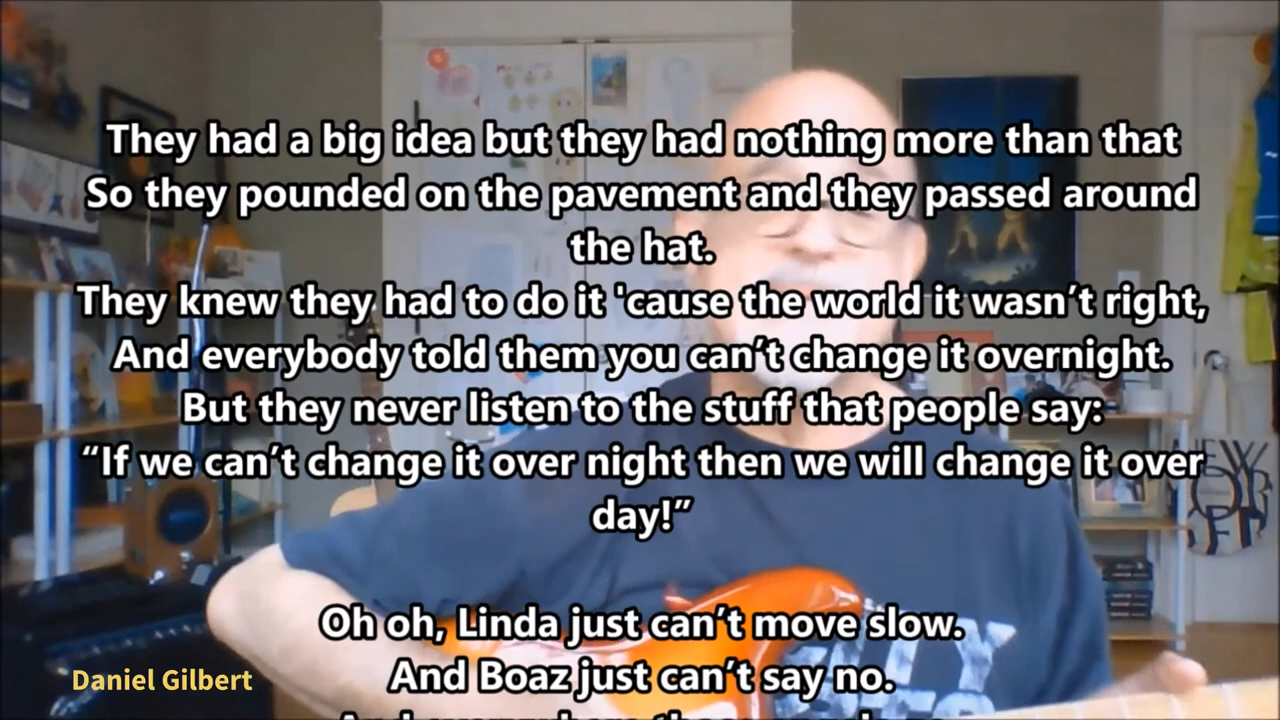 They had a big idea but they had nothing more than that
So they pounded on the pavement and they passed around
the hat.
They knew they had to do it 'cause the world it wasn’t right,
And everybody told them you can’t change it overnight.
But they never listen to the stuff that people say:
“If we can’t change it over night then we will change it over
day!”
Oh oh, Linda just can’t move slow.
And Boaz just can’t say no.
Daniel Gilbert